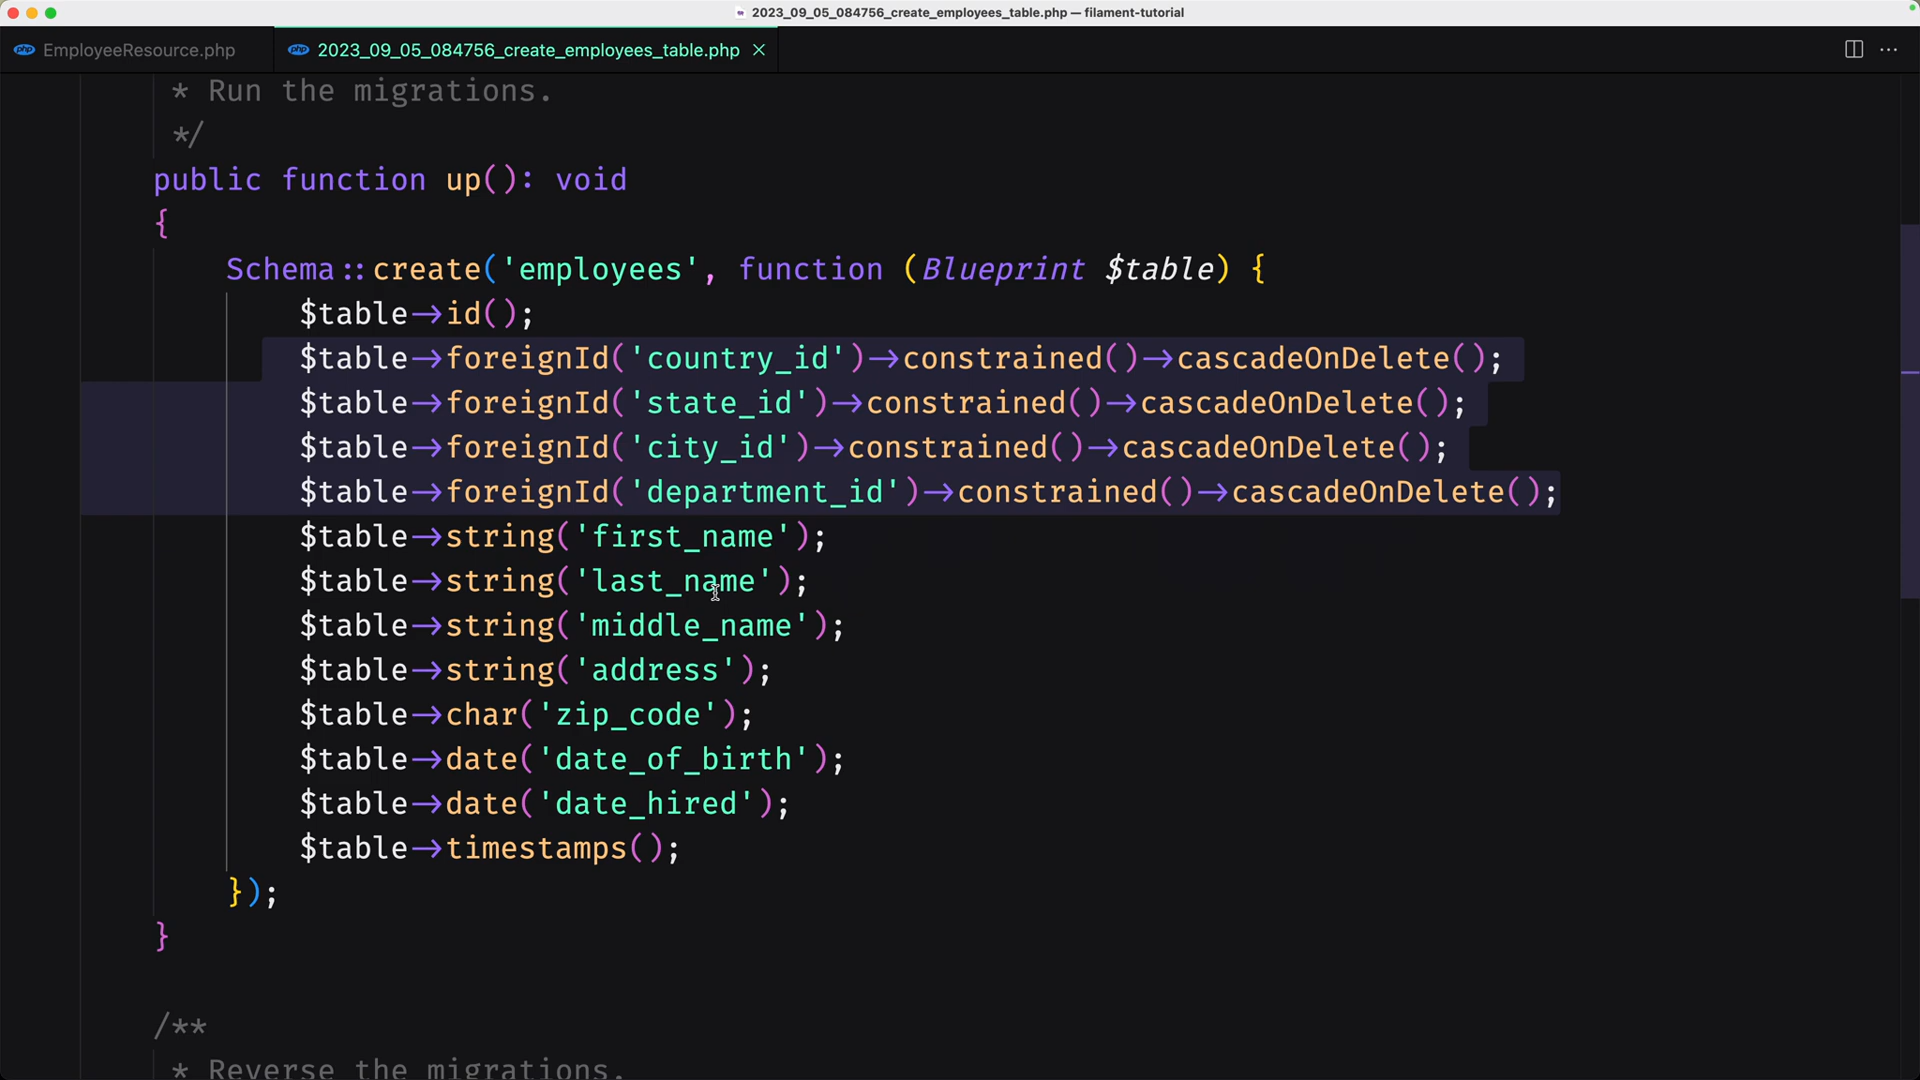 2023_09_05_084756_create_employees_table.php — filament-tutorial
php EmployeeResource.php
php 2023_09_05_084756_create_employees_table.php ×
* Run the migrations.
*/
public function up(): void
{
Schema::create('employees', function (Blueprint $table) {
$table->id();
$table->foreignId('country_id')->constrained()->cascadeOnDelete();
$table->foreignId('state_id')->constrained()->cascadeOnDelete();
$table->foreignId('city_id')->constrained()->cascadeOnDelete();
$table->foreignId('department_id')->constrained()->cascadeOnDelete();
$table->string('first_name');
$table->string('last_name');
$table->string('middle_name');
$table->string('address');
$table->char('zip_code');
$table->date('date_of_birth');
$table->date('date_hired');
$table->timestamps();
});
}
/**
* Reverse the migrations.